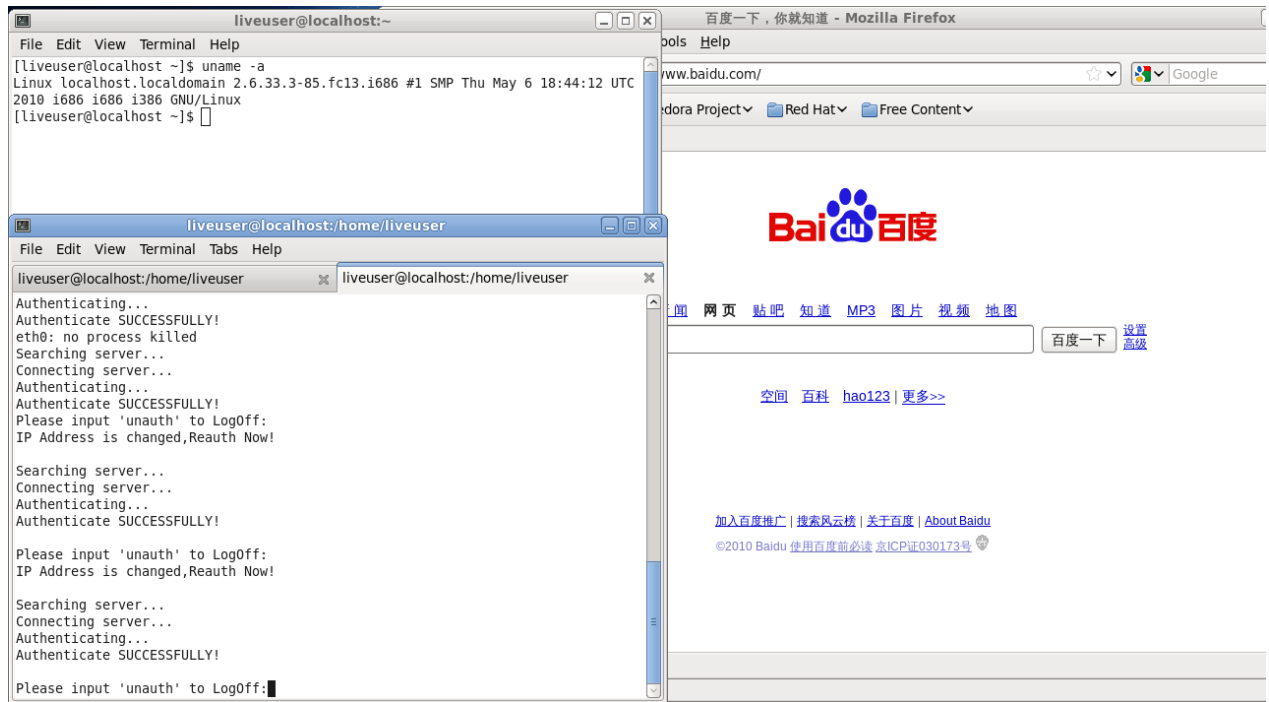 liveuser@localhost:~
File Edit View Terminal Help
[liveuser@localhost ~]$ uname -a
Linux localhost.localdomain 2.6.33.3-85.fc13.i686 #1 SMP Thu May 6 18:44:12 UTC
2010 i686 i686 i386 GNU/Linux
[liveuser@localhost ~]$
liveuser@localhost:/home/liveuser
File Edit View Terminal Tabs Help
liveuser@localhost:/home/liveuser liveuser@localhost:/home/liveuser
Authenticating...
Authenticate SUCCESSFULLY!
eth0: no process killed
Searching server...
Connecting server...
Authenticating...
Authenticate SUCCESSFULLY!
Please input 'unauth' to LogOff:
IP Address is changed,Reauth Now!
Searching server...
Connecting server...
Authenticating...
Authenticate SUCCESSFULLY!
Please input 'unauth' to LogOff:
IP Address is changed,Reauth Now!
Searching server...
Connecting server...
Authenticating...
Authenticate SUCCESSFULLY!
Please input 'unauth' to LogOff:
百度一下，你就知道 - Mozilla Firefox
ools Help
www.baidu.com/ Google
edora Project Red Hat Free Content
Bai du 百度
闻 网页 贴吧 知道 MP3 图片 视频 地图
百度一下 设置
高级
空间 百科 hao123 | 更多>>
加入百度推广 | 搜索风云榜 | 关于百度 | About Baidu
©2010 Baidu 使用百度前必读 京ICP证030173号